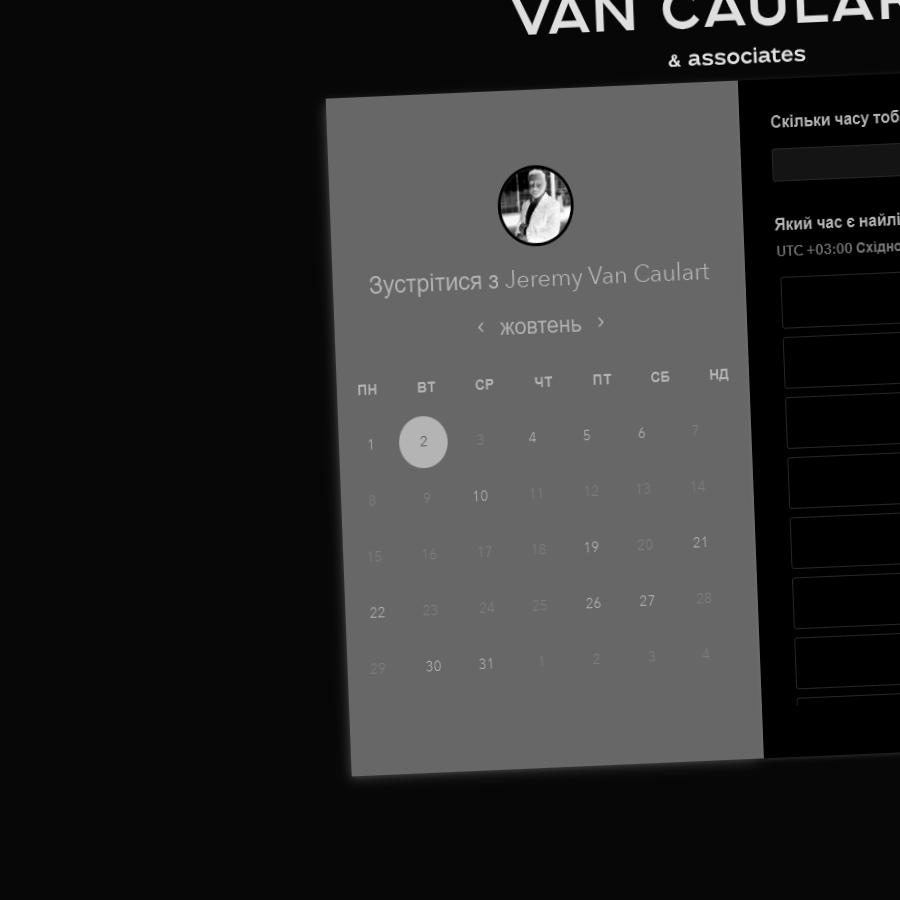 VAN CAULAR
& associates
Зустрітися з Jeremy Van Caulart
‹ жовтень ›
ПН ВТ СР ЧТ ПТ СБ НД
1 2 3 4 5 6 7
8 9 10 11 12 13 14
15 16 17 18 19 20 21
22 23 24 25 26 27 28
29 30 31 1 2 3 4
Скільки часу тоб
Який час є найлі
UTC +03:00 Східно